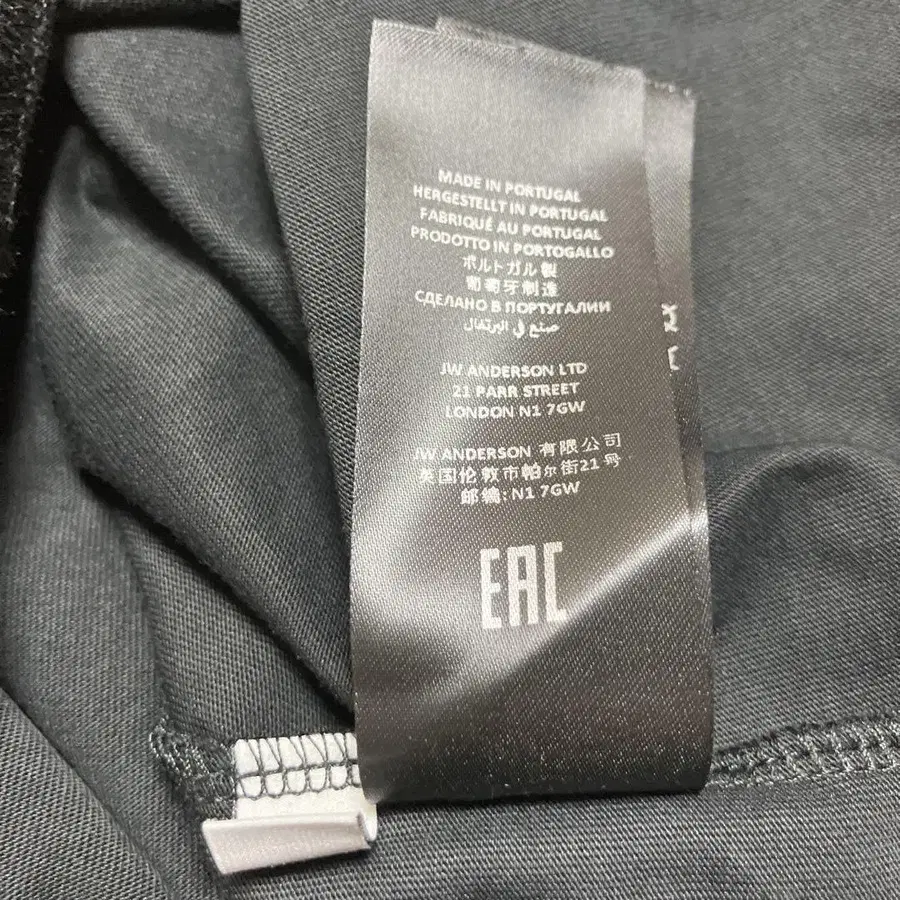 MADE IN PORTUGAL
HERGESTELLT IN PORTUGAL
FABRIQUÉ AU PORTUGAL
PRODOTTO IN PORTOGALLO
ポルトガル製
葡萄牙制造
СДЕЛАНО В ПОРТУГАЛИИ
صنع في البرتغال
JW ANDERSON LTD
21 PARR STREET
LONDON N1 7GW
JW ANDERSON 有限公司
英国伦敦市帕尔街21号
邮编: N1 7GW
EAC